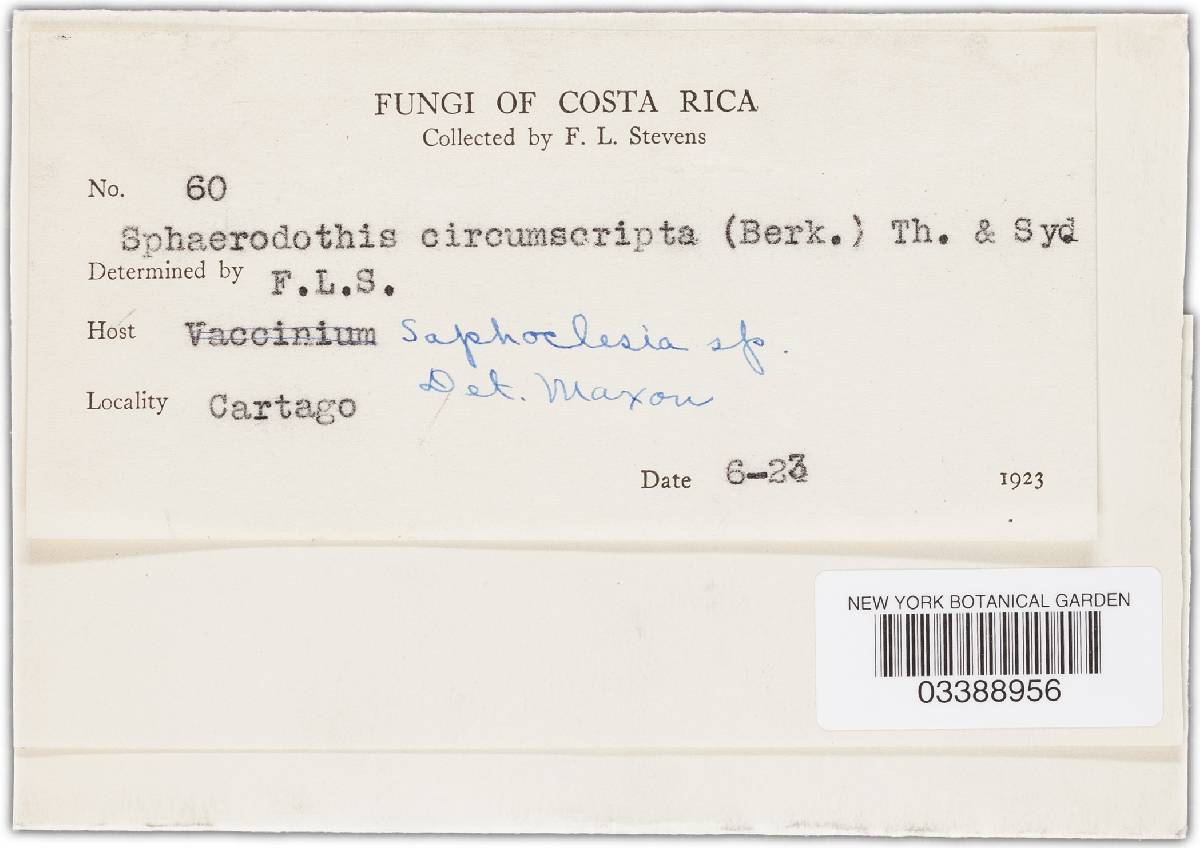 FUNGI OF COSTA RICA
Collected by F. L. Stevens
No. 60
Sphaerodothis circumscripta (Berk.) Th. & Syd
Determined by F.L.S.
Host Vaccinium Saphoclesia sp.
Det. Maxon
Locality Cartago
Date 6-23 1923
NEW YORK BOTANICAL GARDEN
03388956